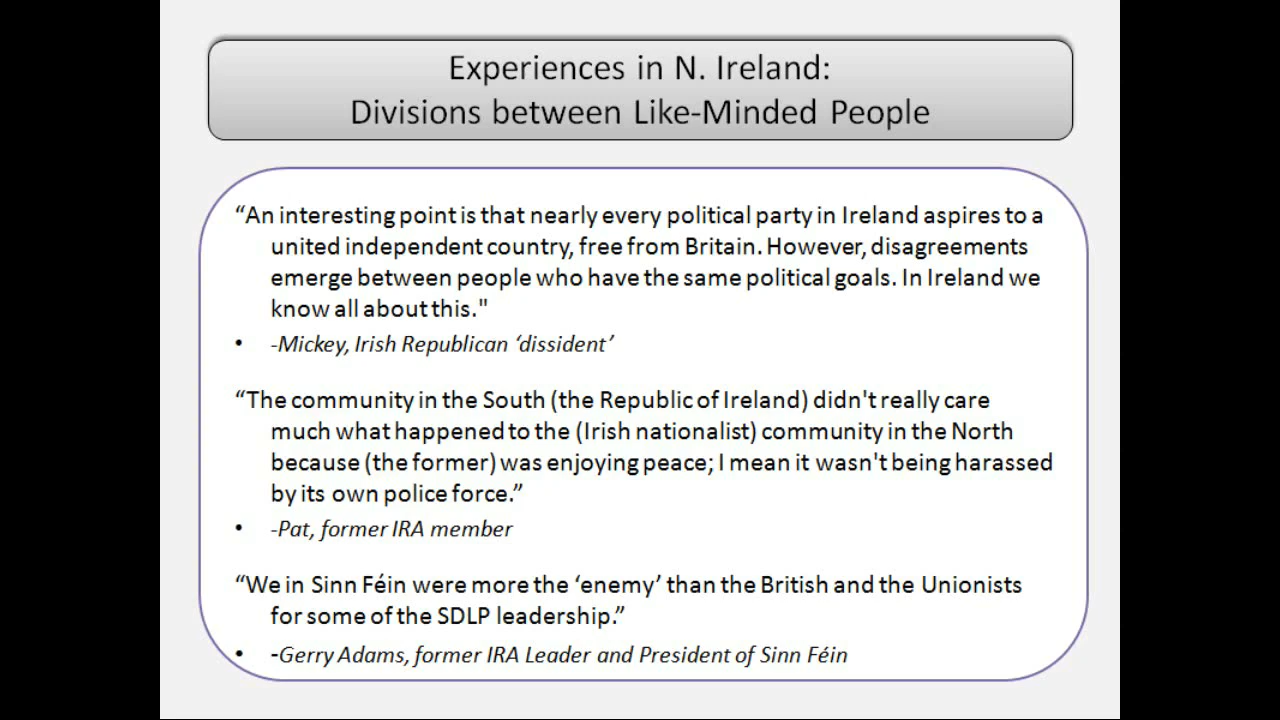 Experiences in N. Ireland:
Divisions between Like-Minded People
“An interesting point is that nearly every political party in Ireland aspires to a
united independent country, free from Britain. However, disagreements
emerge between people who have the same political goals. In Ireland we
know all about this."
• -Mickey, Irish Republican ‘dissident’
“The community in the South (the Republic of Ireland) didn't really care
much what happened to the (Irish nationalist) community in the North
because (the former) was enjoying peace; I mean it wasn't being harassed
by its own police force.”
• -Pat, former IRA member
“We in Sinn Féin were more the ‘enemy’ than the British and the Unionists
for some of the SDLP leadership.”
• -Gerry Adams, former IRA Leader and President of Sinn Féin